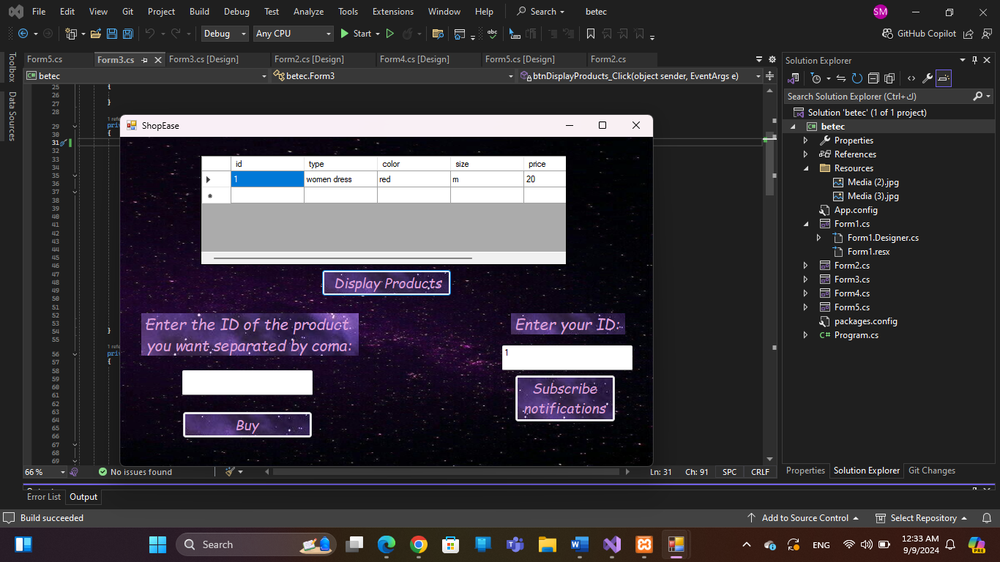 File Edit View Git Project Build Debug Test Analyze Tools Extensions Window Help Search betec SM
Debug Any CPU Start GitHub Copilot
Form5.cs Form3.cs Form3.cs [Design] Form2.cs [Design] Form4.cs [Design] Form5.cs [Design] Form2.cs
betec betec.Form3 btnDisplayProducts_Click(object sender, EventArgs e)
Toolbox
Data Sources
25 {
26
27 }
28
29
30 {
31
32
33
34
35
36
37
38
39
40
41
42
43
44
45
46
47
48
49
50
51
52
53
54 }
55
56
57 {
58
59
60
61
62
63
64
65
66
67
68
69
ShopEase
id type color size price
1 women dress red m 20
Display Products
Enter the ID of the product
you want separated by coma:
Buy
Enter your ID:
1
Subscribe
notifications
66 % No issues found Ln: 31 Ch: 91 SPC CRLF
Solution Explorer
Search Solution Explorer (Ctrl+ك)
Solution 'betec' (1 of 1 project)
betec
Properties
References
Resources
Media (2).jpg
Media (3).jpg
App.config
Form1.cs
Form1.Designer.cs
Form1.resx
Form2.cs
Form3.cs
Form4.cs
Form5.cs
packages.config
Program.cs
Properties Solution Explorer Git Changes
Error List Output
Build succeeded Add to Source Control Select Repository
Search ENG 12:33 AM
9/9/2024
PRE